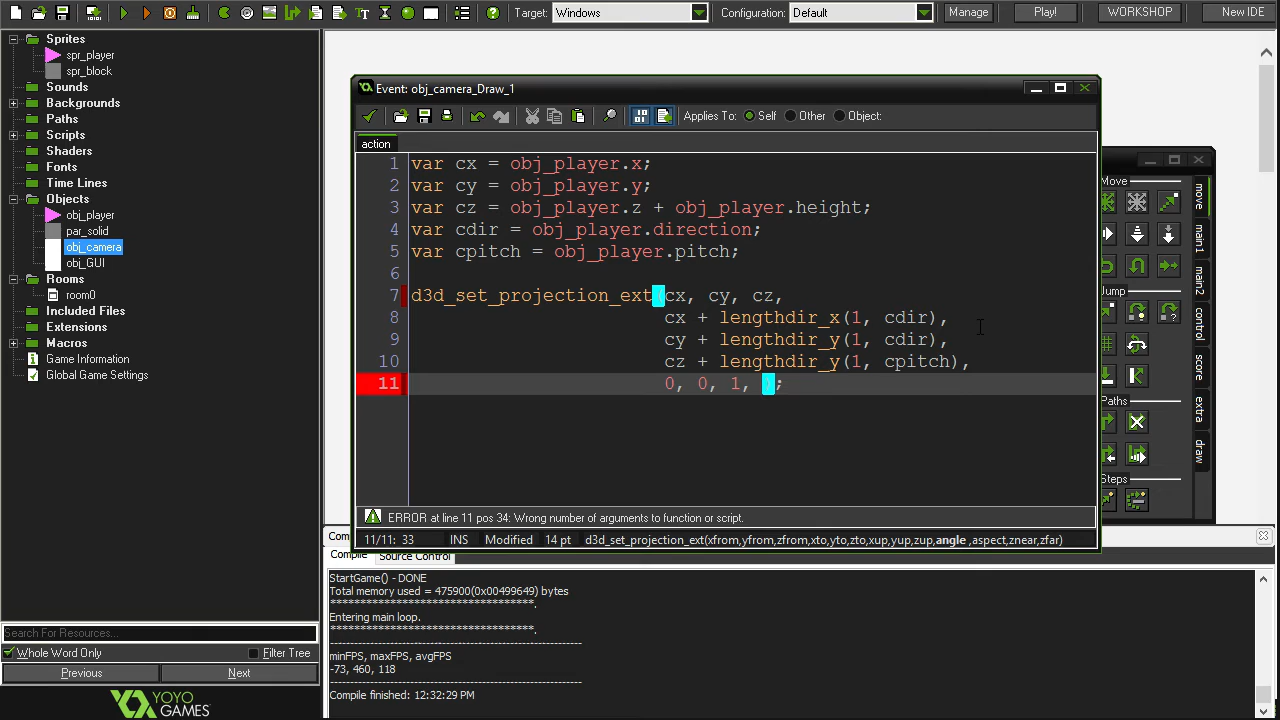 Target: Windows Configuration: Default Manage Play! WORKSHOP New IDE
Sprites
spr_player
spr_block
Sounds
Backgrounds
Paths
Scripts
Shaders
Fonts
Time Lines
Objects
obj_player
par_solid
obj_camera
obj_GUI
Rooms
room0
Included Files
Extensions
Macros
Game Information
Global Game Settings
Search For Resources...
Whole Word Only Filter Tree
Previous Next
YOYO
GAMES
Event: obj_camera_Draw_1
Applies To: Self Other Object:
action
1 var cx = obj_player.x;
2 var cy = obj_player.y;
3 var cz = obj_player.z + obj_player.height;
4 var cdir = obj_player.direction;
5 var cpitch = obj_player.pitch;
6
7 d3d_set_projection_ext(cx, cy, cz,
8 cx + lengthdir_x(1, cdir),
9 cy + lengthdir_y(1, cdir),
10 cz + lengthdir_y(1, cpitch),
11 0, 0, 1, );
ERROR at line 11 pos 34: Wrong number of arguments to function or script.
11/11: 33 INS Modified 14 pt d3d_set_projection_ext(xfrom,yfrom,zfrom,xto,yto,zto,xup,yup,zup,angle ,aspect,znear,zfar)
Move
Jump
Paths
Steps
move
main1
main2
control
score
extra
draw
Com
Compile Source Control
StartGame() - DONE
Total memory used = 475900(0x00499649) bytes
**********************************.
Entering main loop.
**********************************.
minFPS, maxFPS, avgFPS
-73, 460, 118
Compile finished: 12:32:29 PM